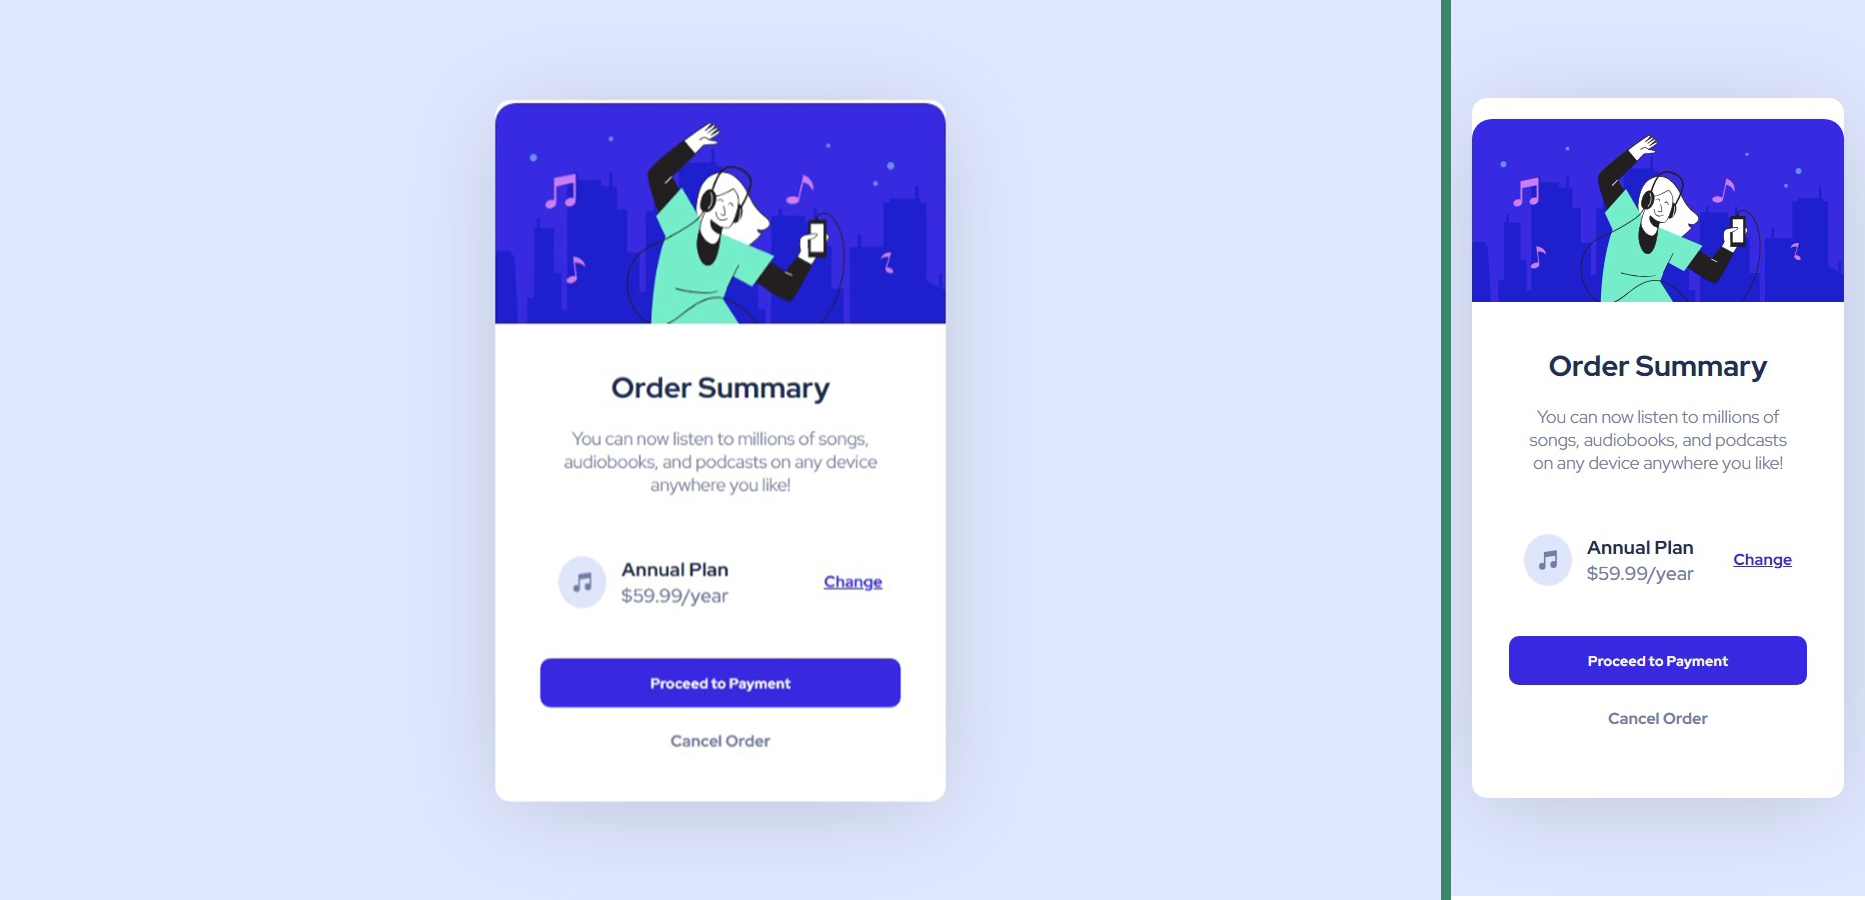 Order Summary
You can now listen to millions of songs,
audiobooks, and podcasts on any device
anywhere you like!
Annual Plan
$59.99/year
Change
Proceed to Payment
Cancel Order
Order Summary
You can now listen to millions of
songs, audiobooks, and podcasts
on any device anywhere you like!
Annual Plan
$59.99/year
Change
Proceed to Payment
Cancel Order